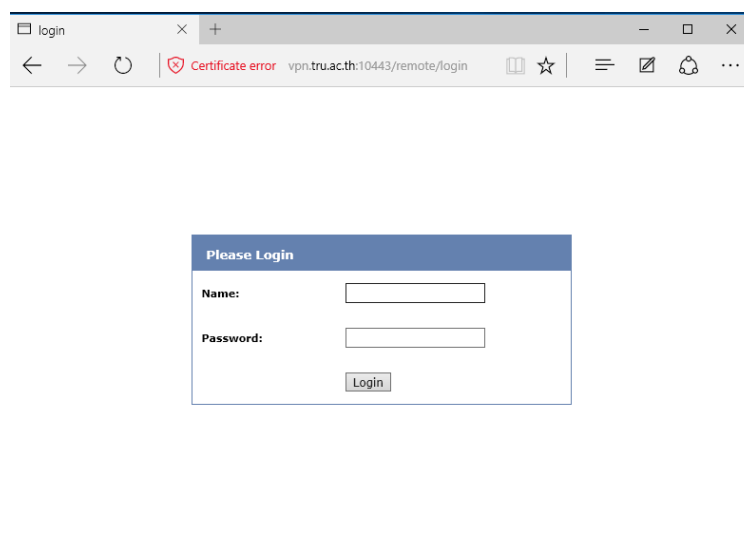 login
Certificate error vpn.tru.ac.th:10443/remote/login
Please Login
Name:
Password:
Login